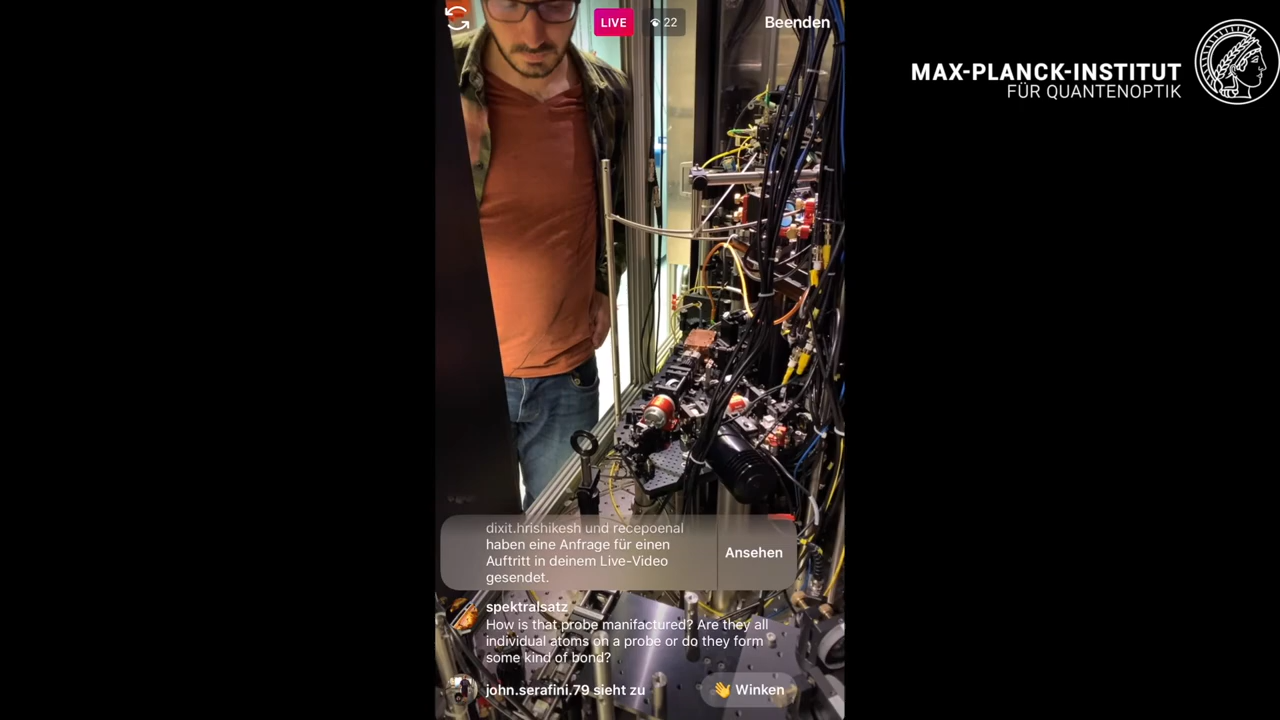 LIVE
22
Beenden
MAX-PLANCK-INSTITUT
FÜR QUANTENOPTIK
dixit.hrishikesh und recepoenal
haben eine Anfrage für einen
Auftritt in deinem Live-Video
gesendet.
Ansehen
spektralsatz
How is that probe manifactured? Are they all
individual atoms on a probe or do they form
some kind of bond?
john.serafini.79 sieht zu
👋 Winken